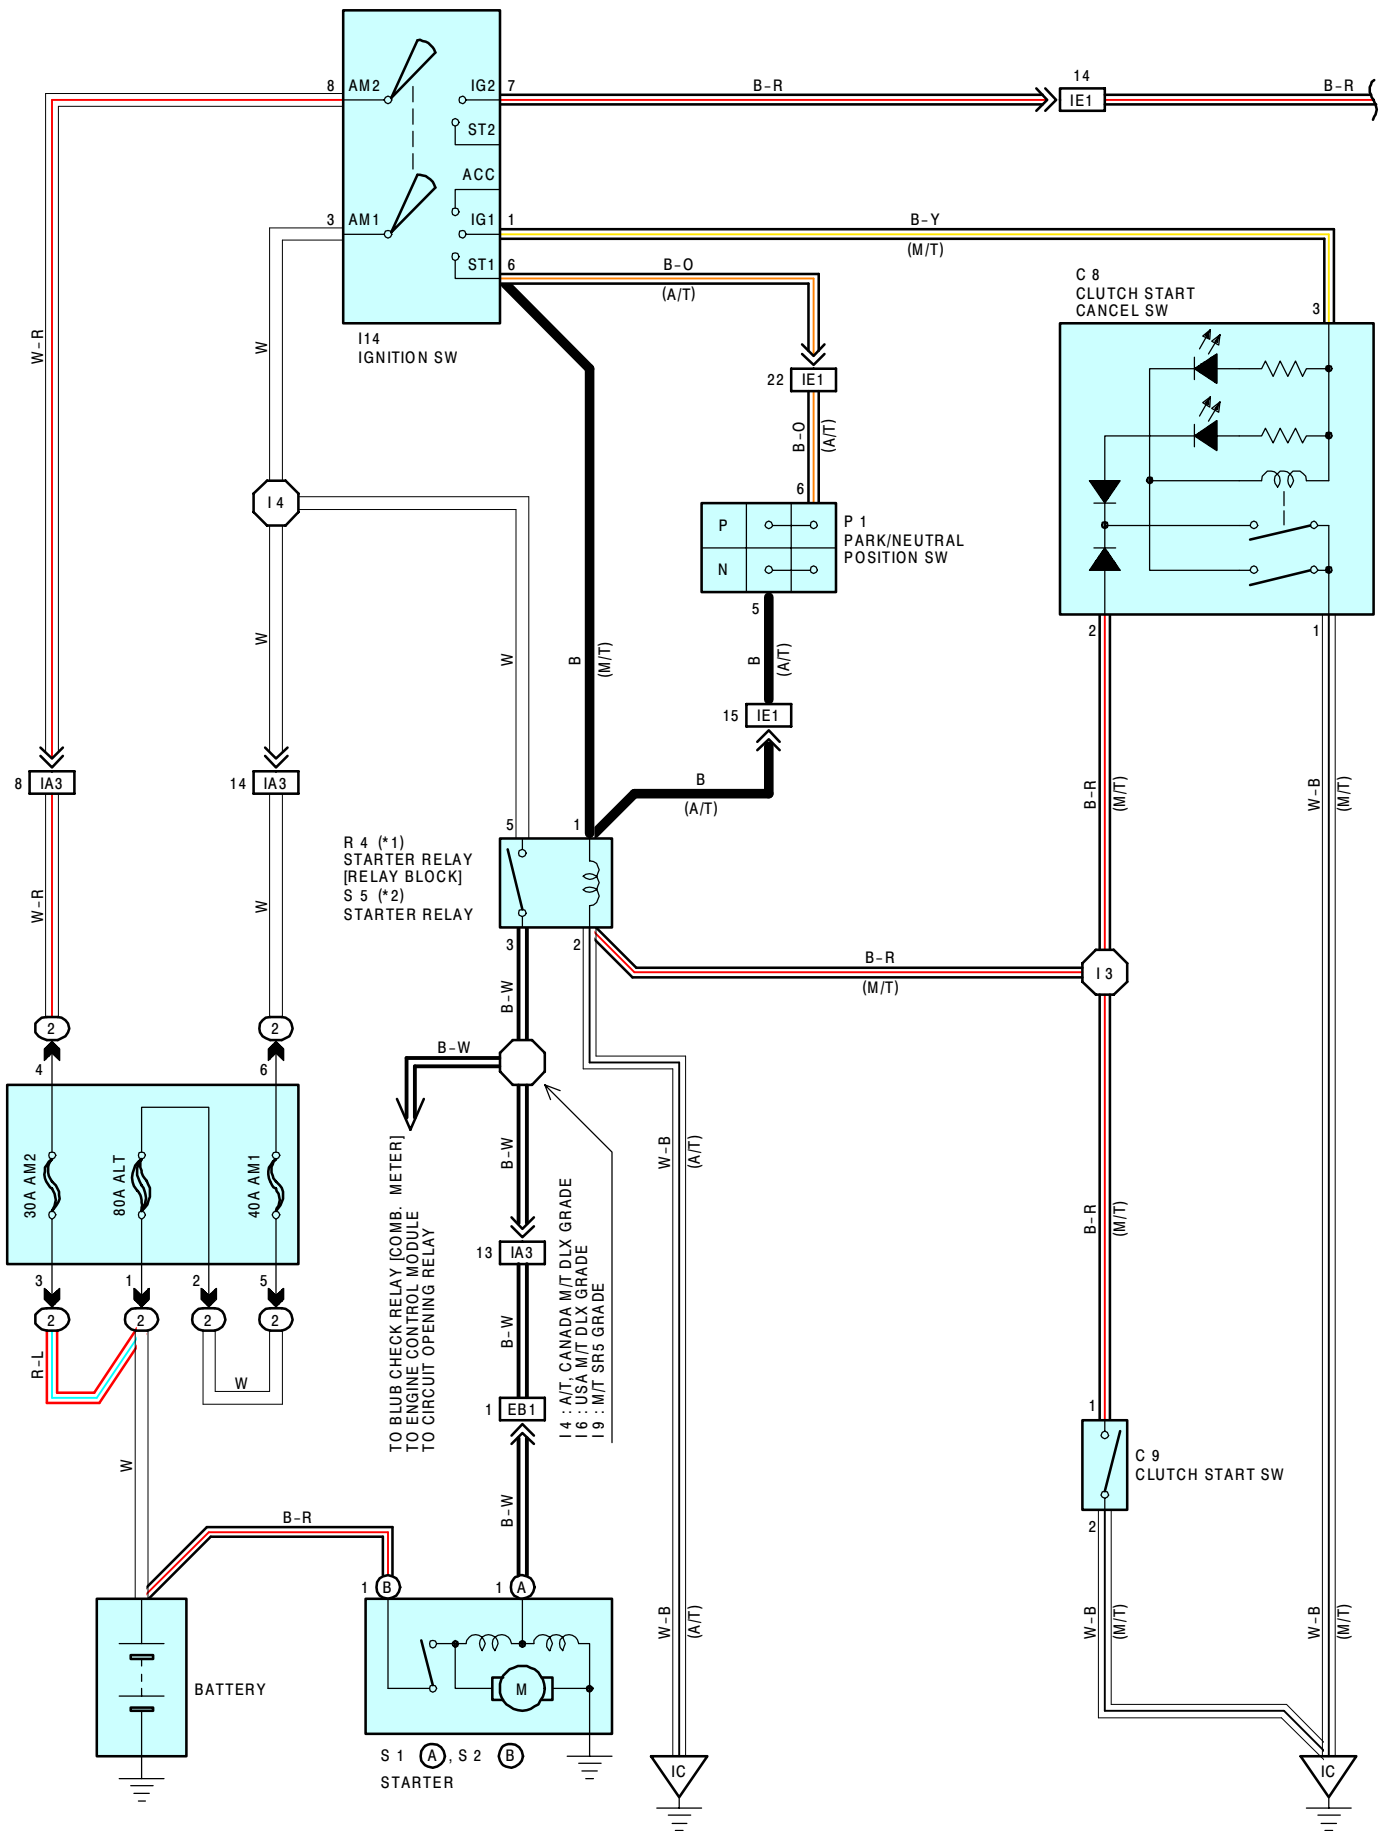 14
8 AM2 IG2 7 B-R IE1 B-R
ST2
ACC
3 AM1 IG1 1 B-Y
(M/T)
ST1 6 B-O
(A/T)
I14
IGNITION SW
C 8
CLUTCH START
CANCEL SW
3
W-R
W
22 IE1
B-O
(A/T)
6
I 4
P
N
P 1
PARK/NEUTRAL
POSITION SW
5
2
1
W
W
B
(M/T)
B
(A/T)
15 IE1
8 IA3
14 IA3
B
(A/T)
B-R
(M/T)
W-B
(M/T)
5
1
R 4 (*1)
STARTER RELAY
[RELAY BLOCK]
S 5 (*2)
STARTER RELAY
W-R
W
3
2
B-R
(M/T)
I 3
B-W
2
2
B-W
4
6
30A AM2
80A ALT
40A AM1
TO BLUB CHECK RELAY [COMB. METER]
TO ENGINE CONTROL MODULE
TO CIRCUIT OPENING RELAY
B-W
13 IA3
B-W
1 EB1
B-W
I 4 : A/T, CANADA M/T DLX GRADE
I 6 : USA M/T DLX GRADE
I 9 : M/T SR5 GRADE
W-B
(A/T)
B-R
(M/T)
3
1
2
5
2
2
2
2
R-L
W
W
1
C 9
CLUTCH START SW
2
B-R
1 B
1 A
W-B
(A/T)
W-B
(M/T)
W-B
(M/T)
BATTERY
M
S 1 A , S 2 B
STARTER
IC
IC